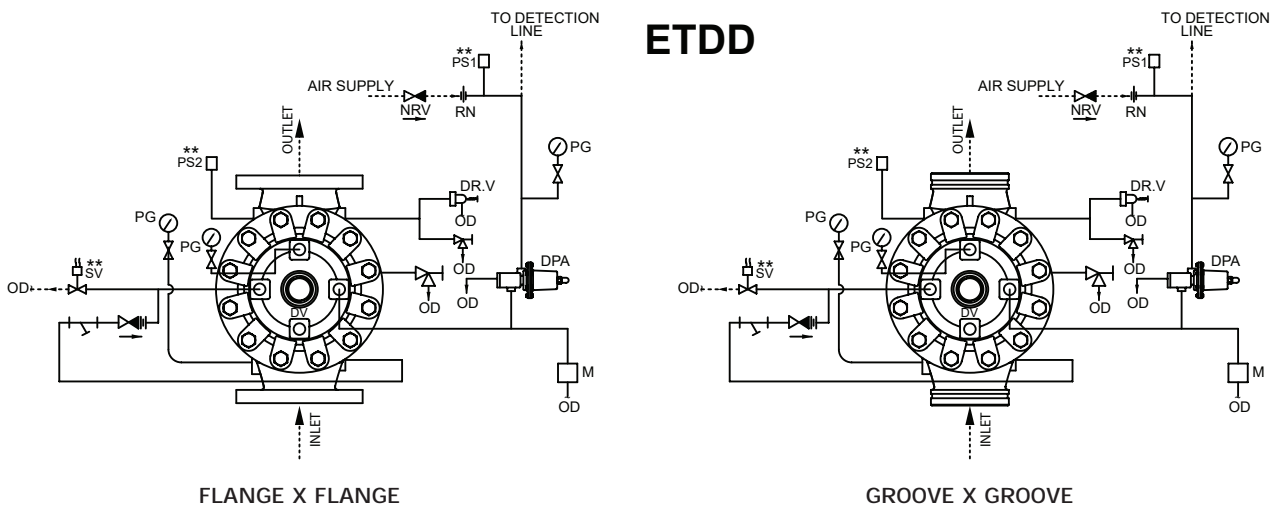 ETDD
TO DETECTION
LINE
**
PS1
AIR SUPPLY
NRV
RN
OUTLET
**
PS2
PG
DR.V
OD
PG
PG
OD
**
SV
OD
DV
OD
OD
DPA
M
OD
INLET
FLANGE X FLANGE
TO DETECTION
LINE
**
PS1
AIR SUPPLY
NRV
RN
OUTLET
**
PS2
PG
DR.V
OD
PG
PG
OD
**
SV
OD
DV
OD
OD
DPA
M
OD
INLET
GROOVE X GROOVE